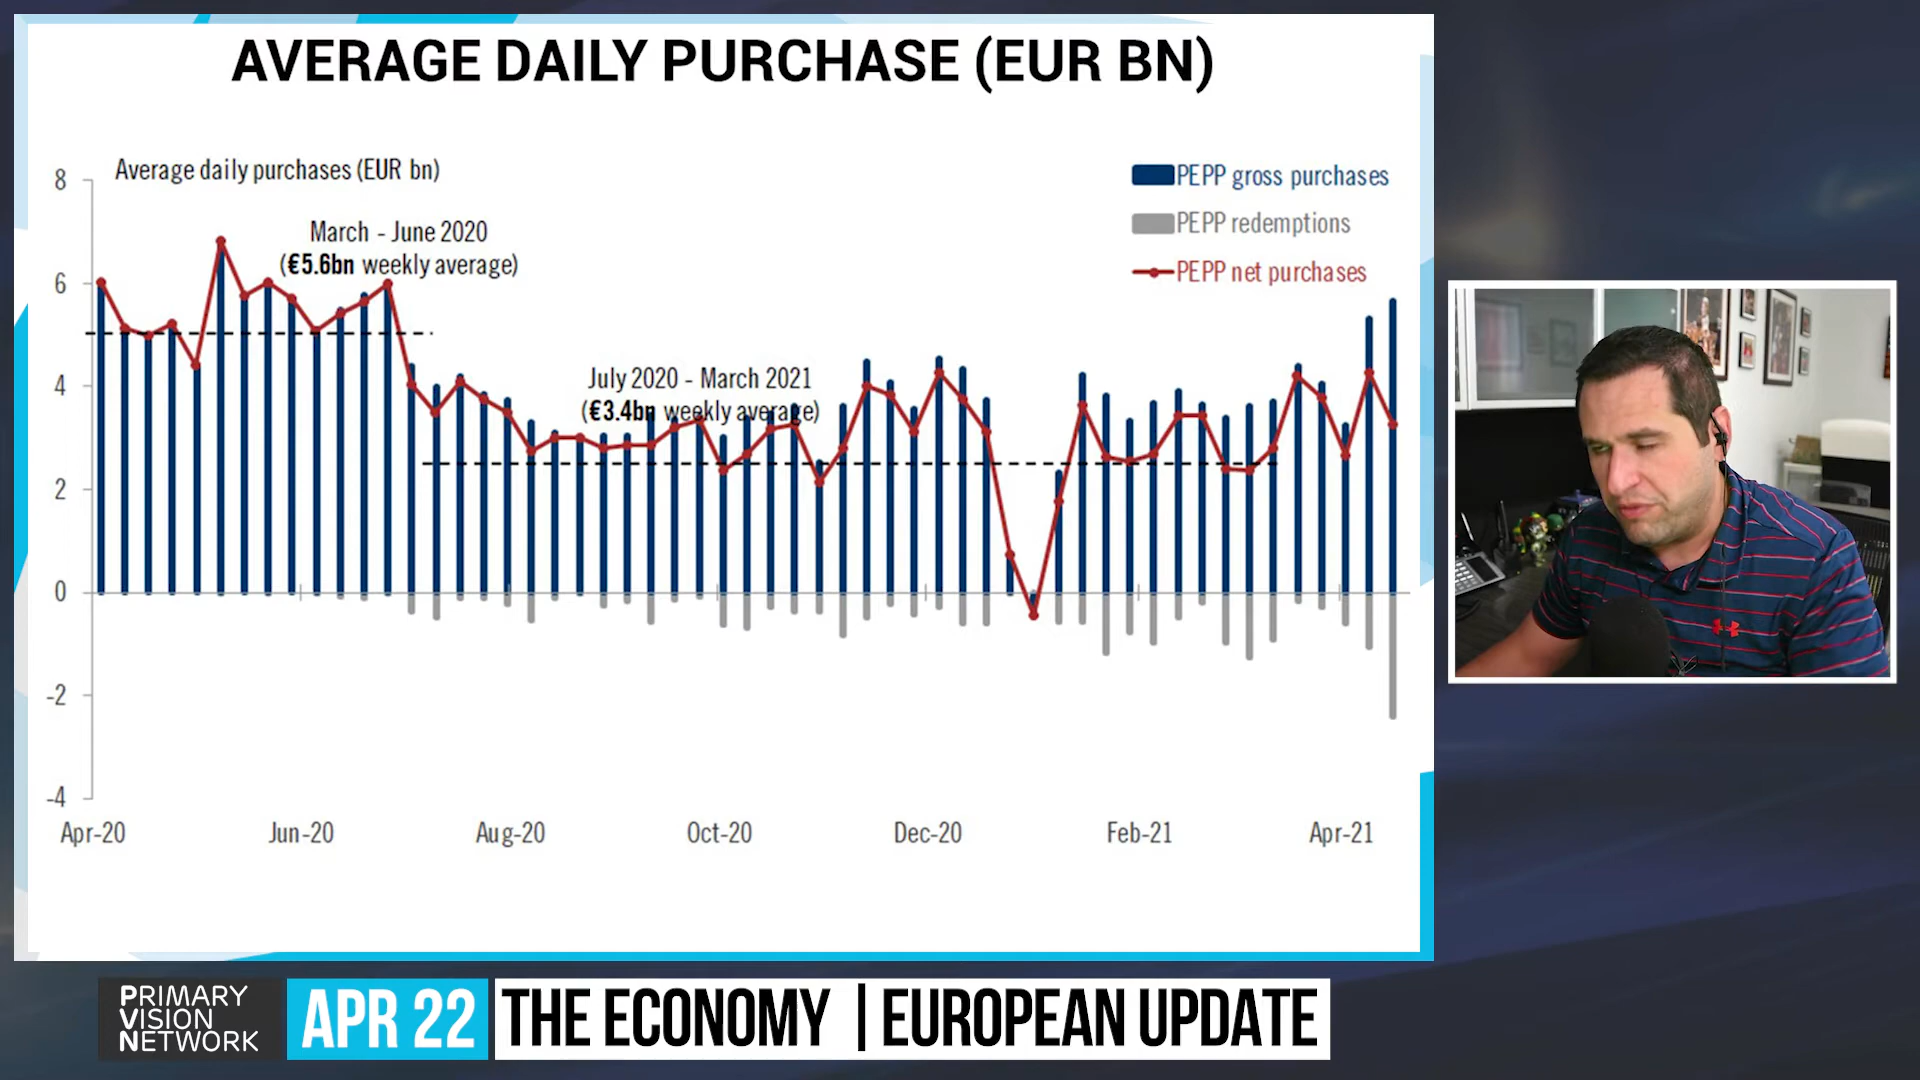 AVERAGE DAILY PURCHASE (EUR BN)
Average daily purchases (EUR bn)
PEPP gross purchases
PEPP redemptions
PEPP net purchases
March - June 2020
(€5.6bn weekly average)
July 2020 - March 2021
(€3.4bn weekly average)
8
6
4
2
0
-2
-4
Apr-20
Jun-20
Aug-20
Oct-20
Dec-20
Feb-21
Apr-21
PRIMARY
VISION
NETWORK
APR 22
THE ECONOMY | EUROPEAN UPDATE